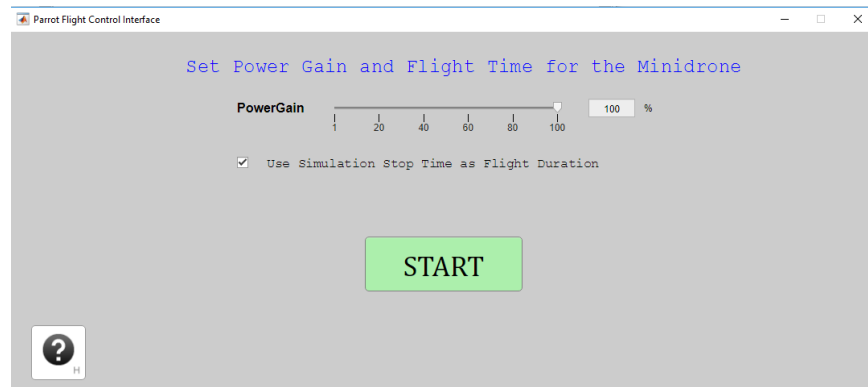 Parrot Flight Control Interface
Set Power Gain and Flight Time for the Minidrone
PowerGain
100 %
1 20 40 60 80 100
Use Simulation Stop Time as Flight Duration
START
?
H